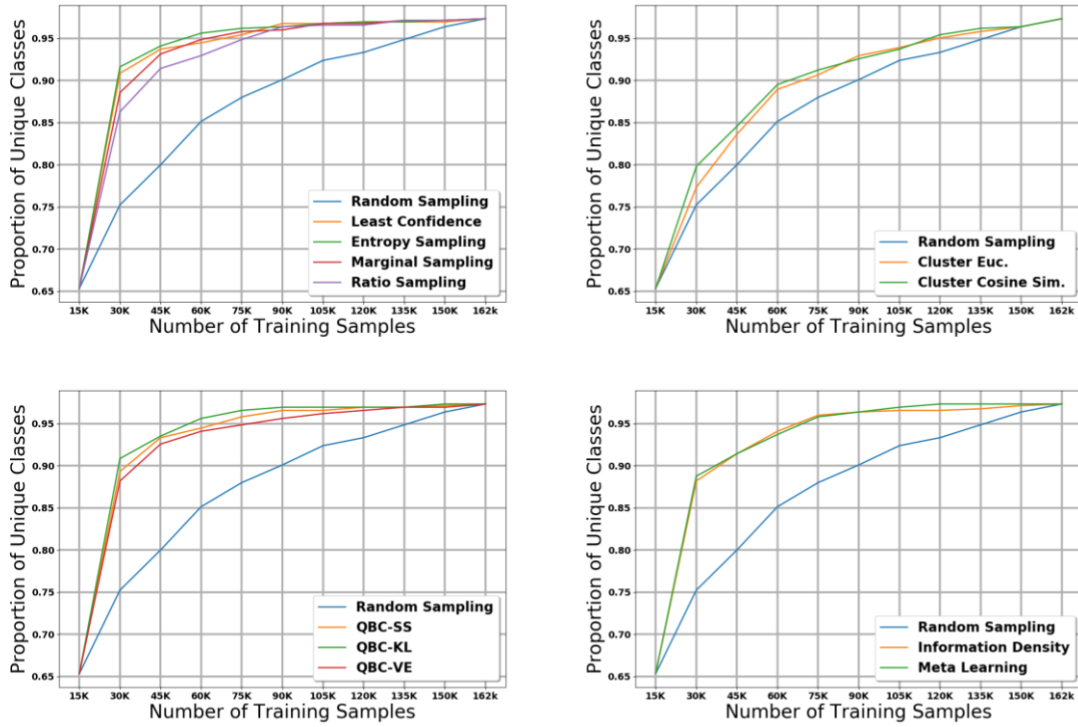 Proportion of Unique Classes
0.95
0.90
0.85
0.80
0.75
0.70
0.65
Random Sampling
Least Confidence
Entropy Sampling
Marginal Sampling
Ratio Sampling
15K 30K 45K 60K 75K 90K 105K 120K 135K 150K 162k
Number of Training Samples
Proportion of Unique Classes
0.95
0.90
0.85
0.80
0.75
0.70
0.65
Random Sampling
Cluster Euc.
Cluster Cosine Sim.
15K 30K 45K 60K 75K 90K 105K 120K 135K 150K 162k
Number of Training Samples
Proportion of Unique Classes
0.95
0.90
0.85
0.80
0.75
0.70
0.65
Random Sampling
QBC-SS
QBC-KL
QBC-VE
15K 30K 45K 60K 75K 90K 105K 120K 135K 150K 162k
Number of Training Samples
Proportion of Unique Classes
0.95
0.90
0.85
0.80
0.75
0.70
0.65
Random Sampling
Information Density
Meta Learning
15K 30K 45K 60K 75K 90K 105K 120K 135K 150K 162k
Number of Training Samples